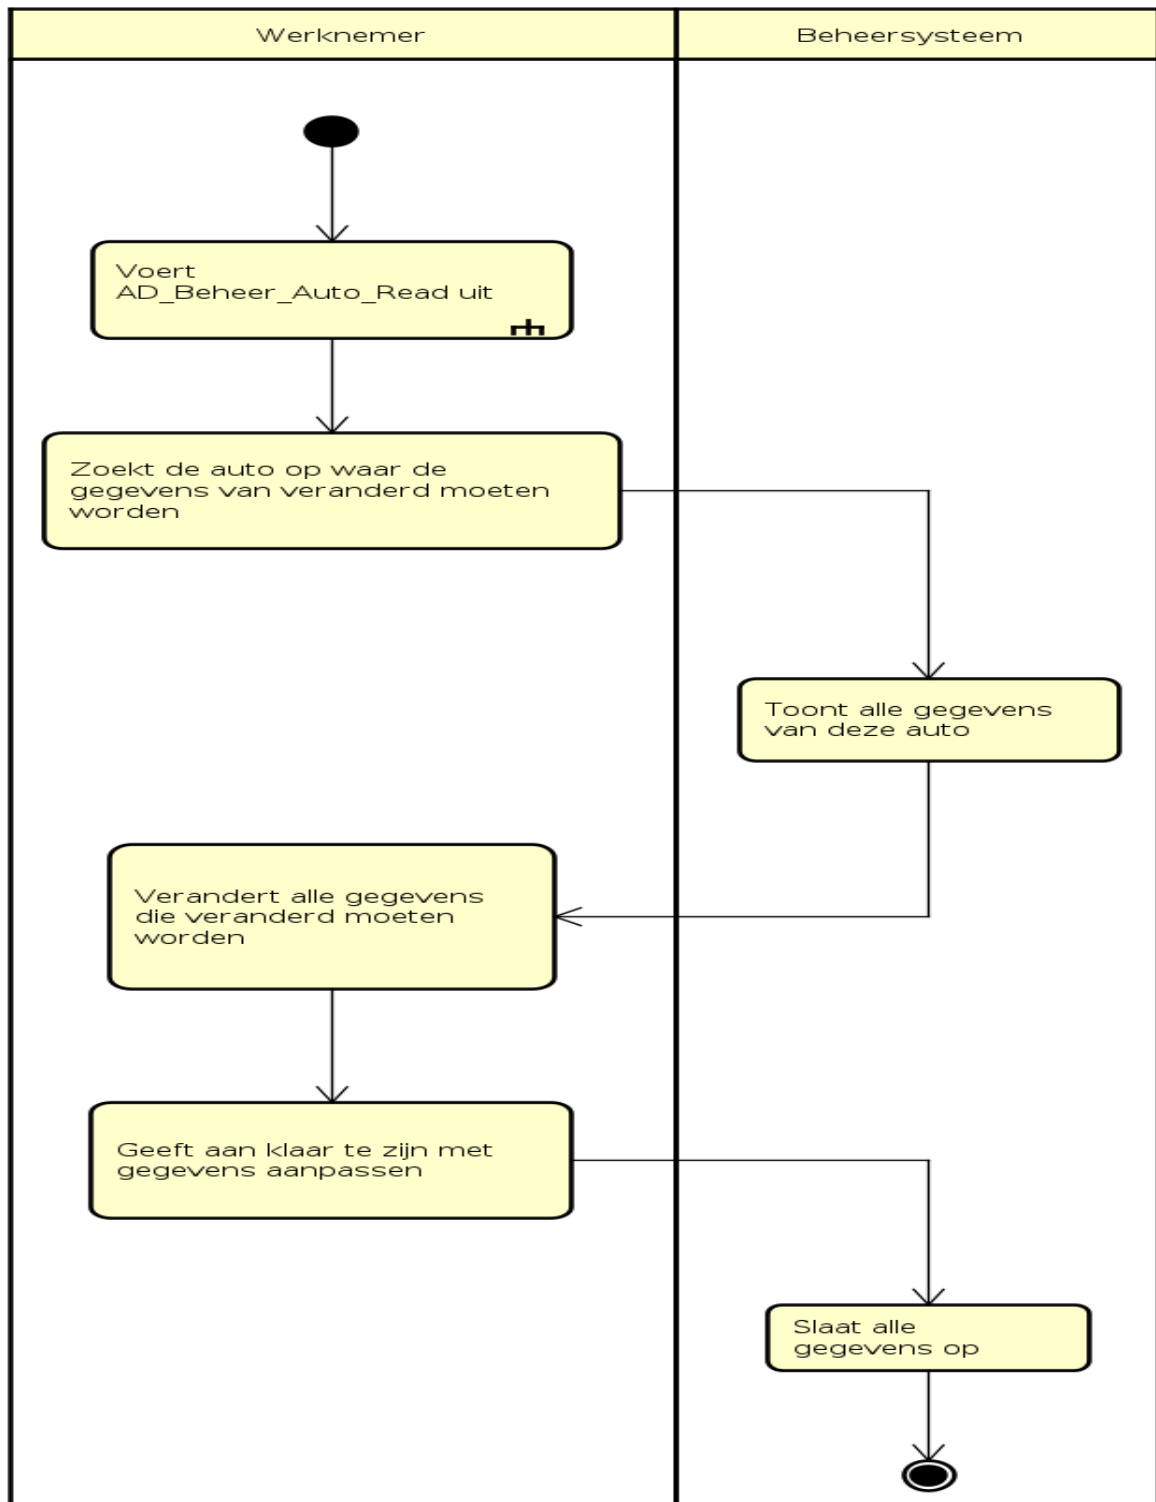 Werknemer
Beheersysteem
Voert
AD_Beheer_Auto_Read uit
Zoekt de auto op waar de
gegevens van veranderd moeten
worden
Toont alle gegevens
van deze auto
Verandert alle gegevens
die veranderd moeten
worden
Geeft aan klaar te zijn met
gegevens aanpassen
Slaat alle
gegevens op